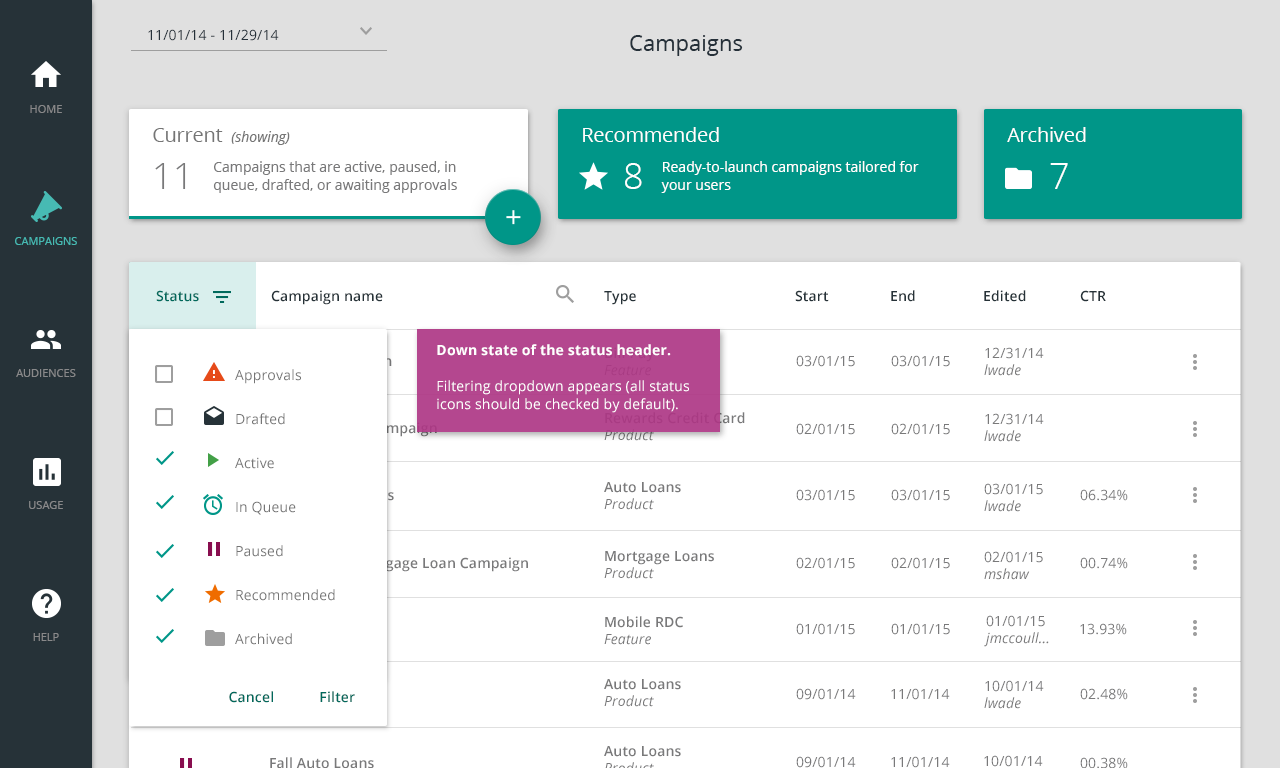 11/01/14 - 11/29/14
Campaigns
HOME
CAMPAIGNS
AUDIENCES
USAGE
HELP
Current (showing)
11
Campaigns that are active, paused, in
queue, drafted, or awaiting approvals
+
Recommended
8
Ready-to-launch campaigns tailored for
your users
Archived
7
Status
Campaign name
Type
Start
End
Edited
CTR
Approvals
Drafted
Active
In Queue
Paused
Recommended
Archived
Cancel
Filter
Down state of the status header.
Filtering dropdown appears (all status
icons should be checked by default).
Feature
03/01/15
03/01/15
12/31/14
lwade
Rewards Credit Card
Product
02/01/15
02/01/15
12/31/14
lwade
Auto Loans
Product
03/01/15
03/01/15
03/01/15
lwade
06.34%
gage Loan Campaign
Mortgage Loans
Product
02/01/15
02/01/15
02/01/15
mshaw
00.74%
Mobile RDC
Feature
01/01/15
01/01/15
01/01/15
jmccoull...
13.93%
Auto Loans
Product
09/01/14
11/01/14
10/01/14
lwade
02.48%
Fall Auto Loans
Auto Loans
Product
09/01/14
11/01/14
10/01/14
00.38%